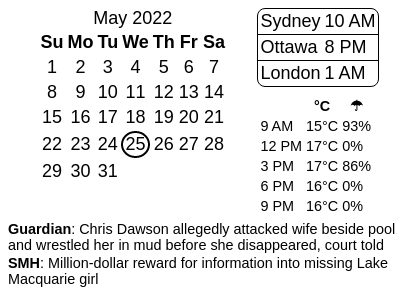 May 2022
Su Mo Tu We Th Fr Sa
1 2 3 4 5 6 7
8 9 10 11 12 13 14
15 16 17 18 19 20 21
22 23 24 25 26 27 28
29 30 31
Sydney 10 AM
Ottawa 8 PM
London 1 AM
°C ☂
9 AM 15°C 93%
12 PM 17°C 0%
3 PM 17°C 86%
6 PM 16°C 0%
9 PM 16°C 0%
Guardian: Chris Dawson allegedly attacked wife beside pool
and wrestled her in mud before she disappeared, court told
SMH: Million-dollar reward for information into missing Lake
Macquarie girl